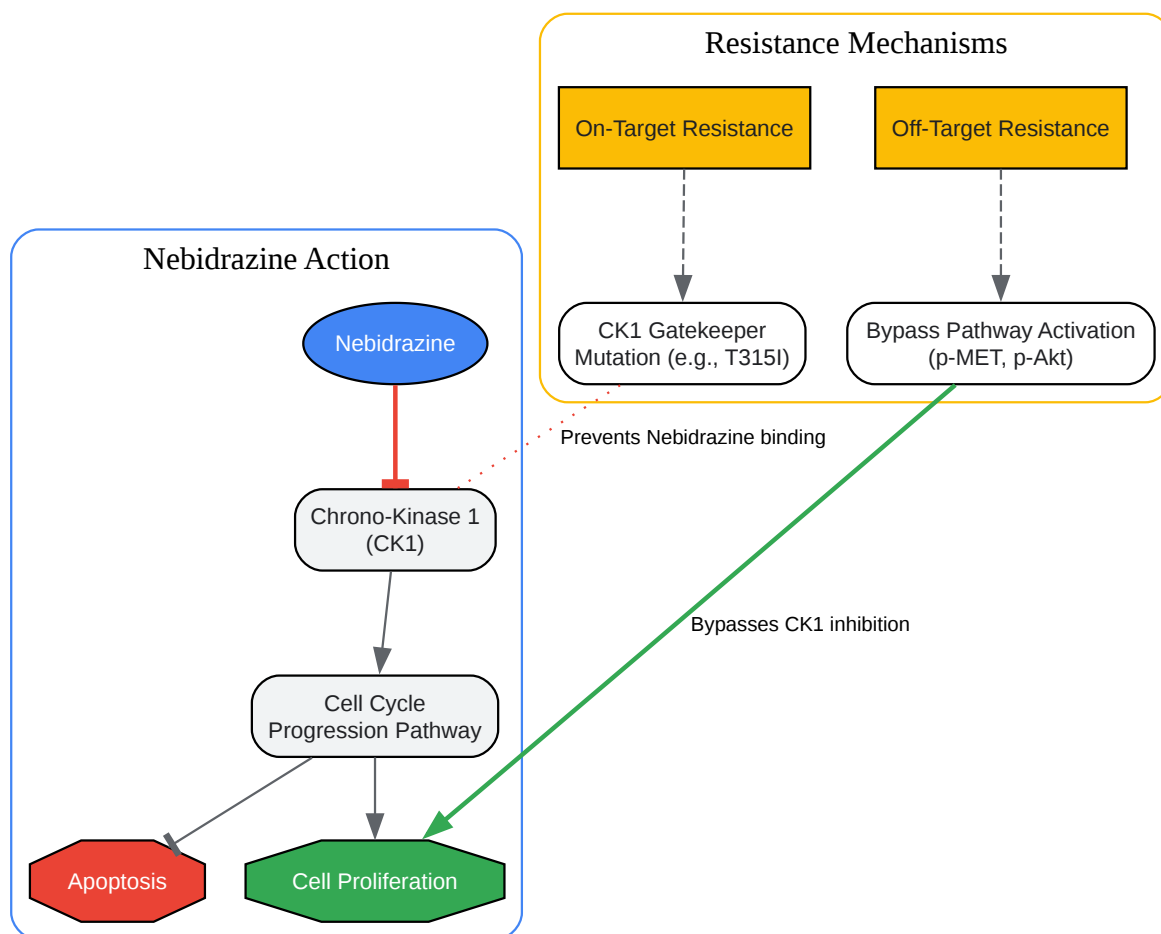 Resistance Mechanisms
On-Target Resistance
Off-Target Resistance
Nebidrazine Action
Nebidrazine
CK1 Gatekeeper
Mutation (e.g., T315I)
Bypass Pathway Activation
(p-MET, p-Akt)
Prevents Nebidrazine binding
Chrono-Kinase 1
(CK1)
Bypasses CK1 inhibition
Cell Cycle
Progression Pathway
Apoptosis
Cell Proliferation